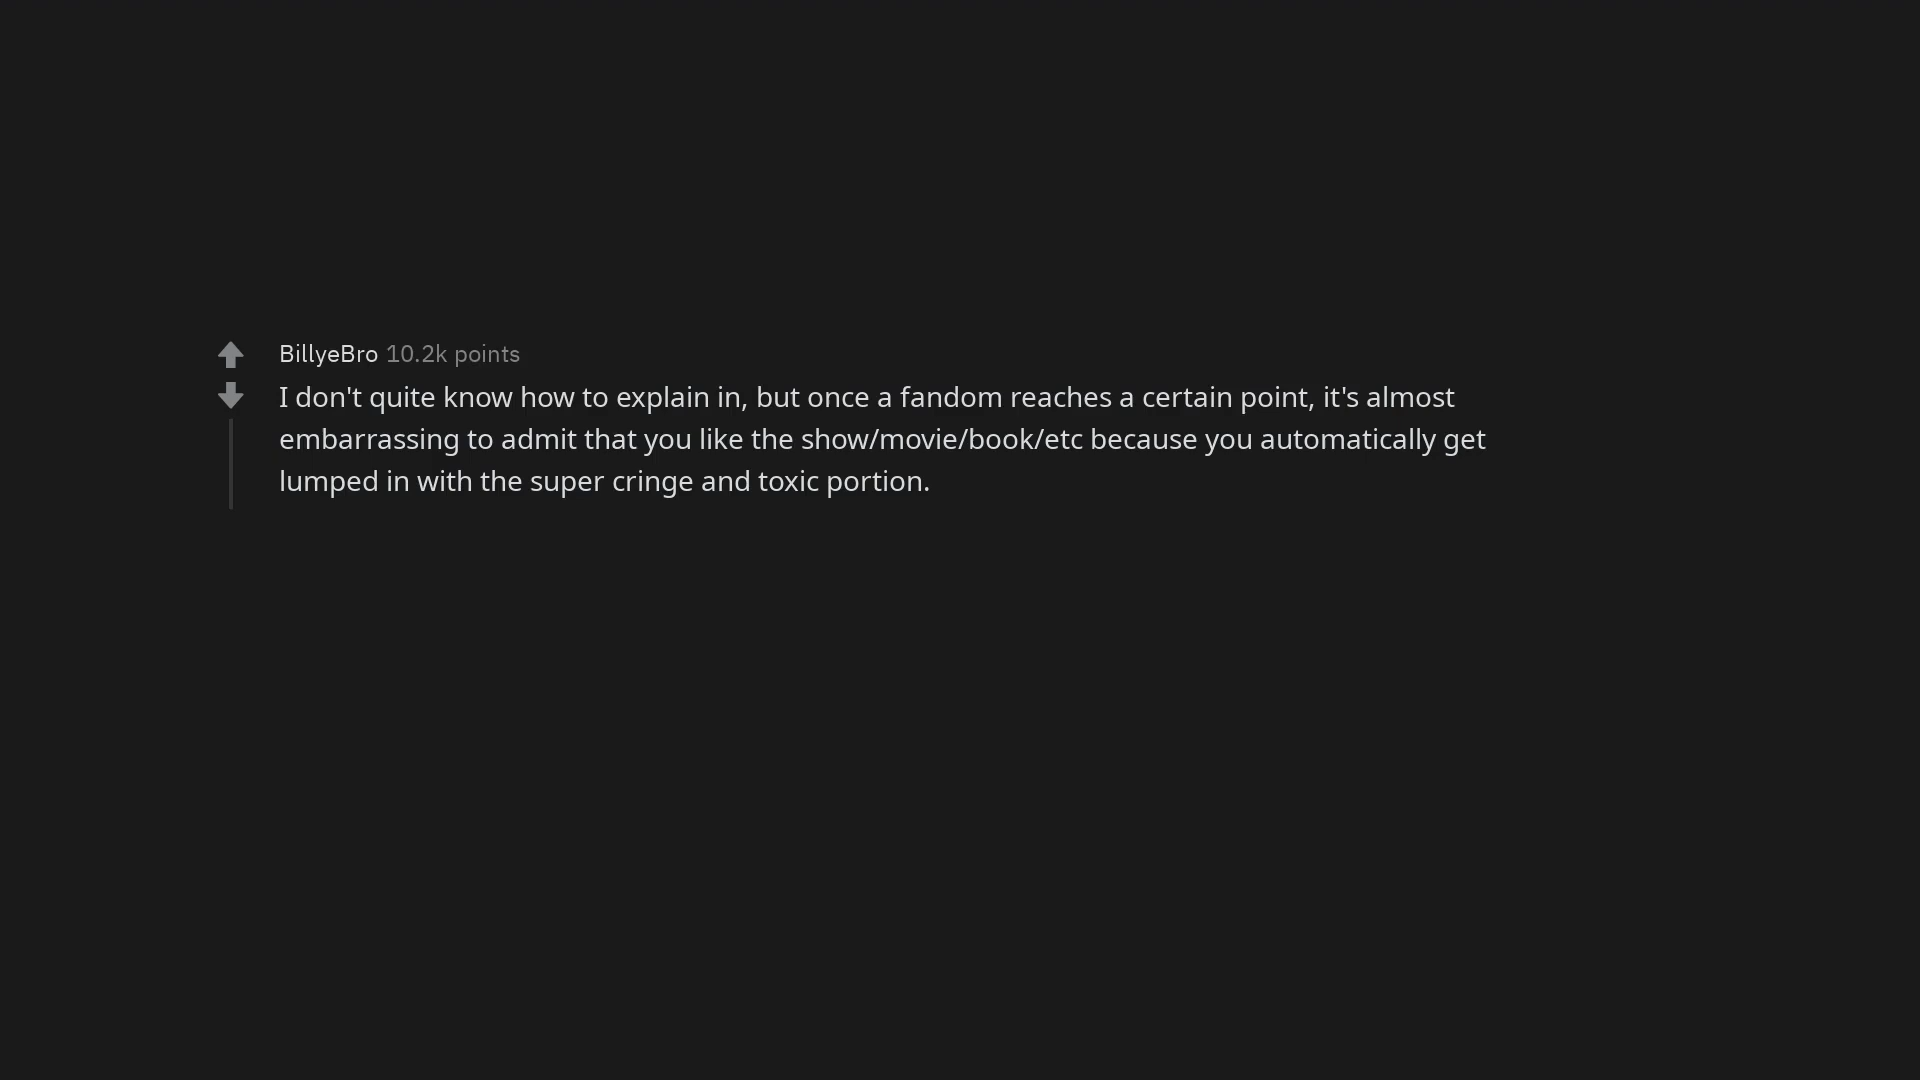 BillyeBro 10.2k points
I don't quite know how to explain in, but once a fandom reaches a certain point, it's almost
embarrassing to admit that you like the show/movie/book/etc because you automatically get
lumped in with the super cringe and toxic portion.